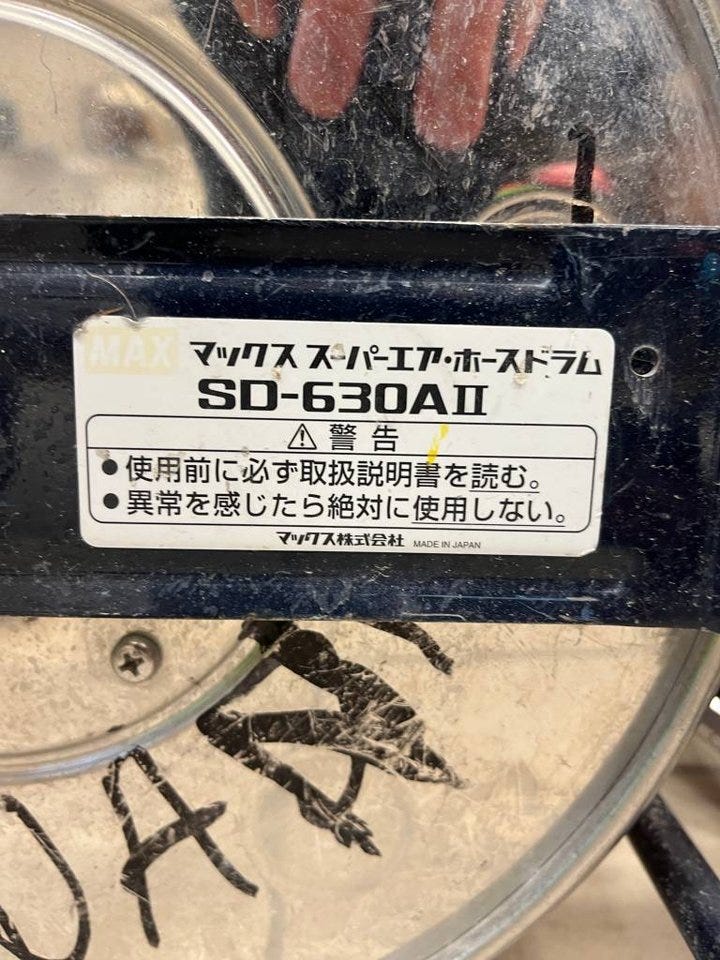 MAX マックス スーパーエア・ホースドラム
SD-630AⅡ
⚠ 警告
●使用前に必ず取扱説明書を読む。
●異常を感じたら絶対に使用しない。
マックス株式会社 MADE IN JAPAN